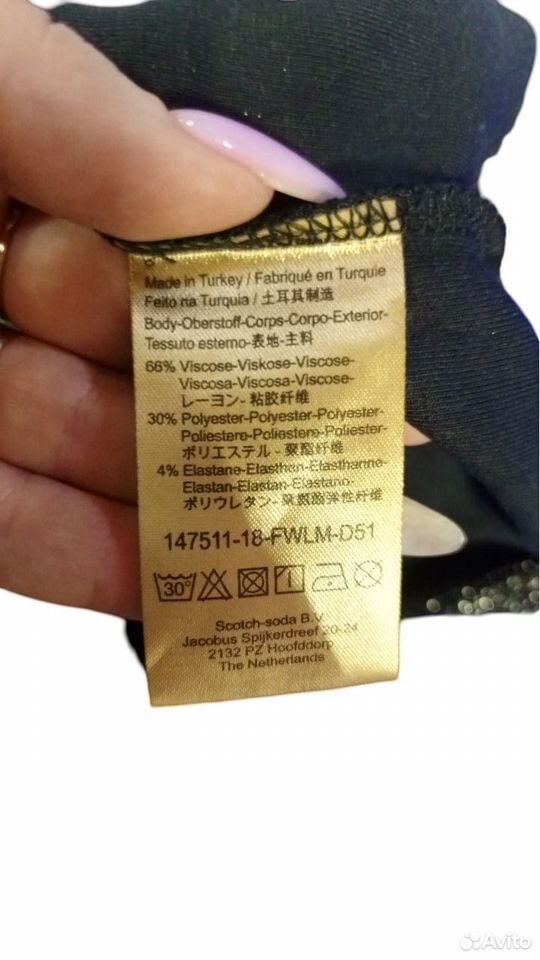 Made in Turkey / Fabriqué en Turquie
Feito na Turquia / 土耳其制造
Body-Oberstoff-Corps-Corpo-Exterior-
Tessuto esterno-表地-主料
66% Viscose-Viskose-Viscose-
Viscosa-Viscosa-Viscose-
レーヨン- 粘胶纤维
30% Polyester-Polyester-Polyester-
Poliestere-Poliestere-Poliester-
ポリエステル - 聚酯纤维
4% Elastane-Elasthan-Elasthanne-
Elastan-Elastan-Elastano-
ポリウレタン- 聚氨酯弹性纤维
147511-18-FWLM-D51
30°
Scotch-soda B.V.
Jacobus Spijkerdreef 20-24
2132 PZ Hoofddorp
The Netherlands
Avito